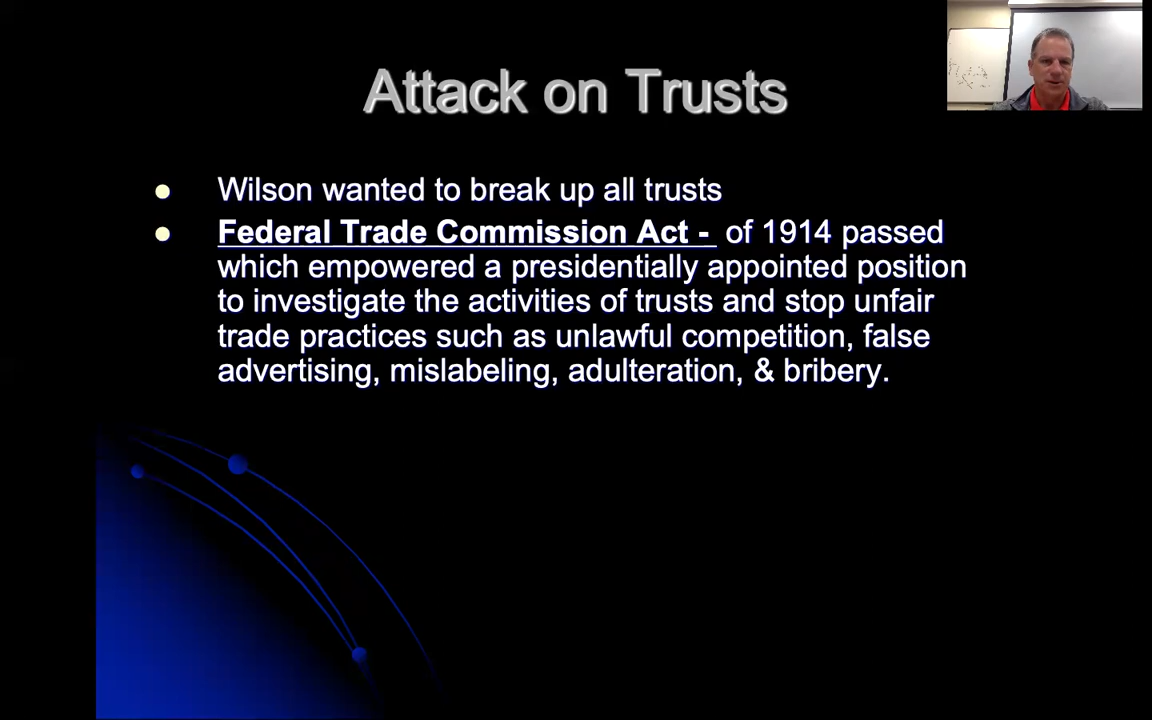 Attack on Trusts
● Wilson wanted to break up all trusts
● Federal Trade Commission Act - of 1914 passed
which empowered a presidentially appointed position
to investigate the activities of trusts and stop unfair
trade practices such as unlawful competition, false
advertising, mislabeling, adulteration, & bribery.